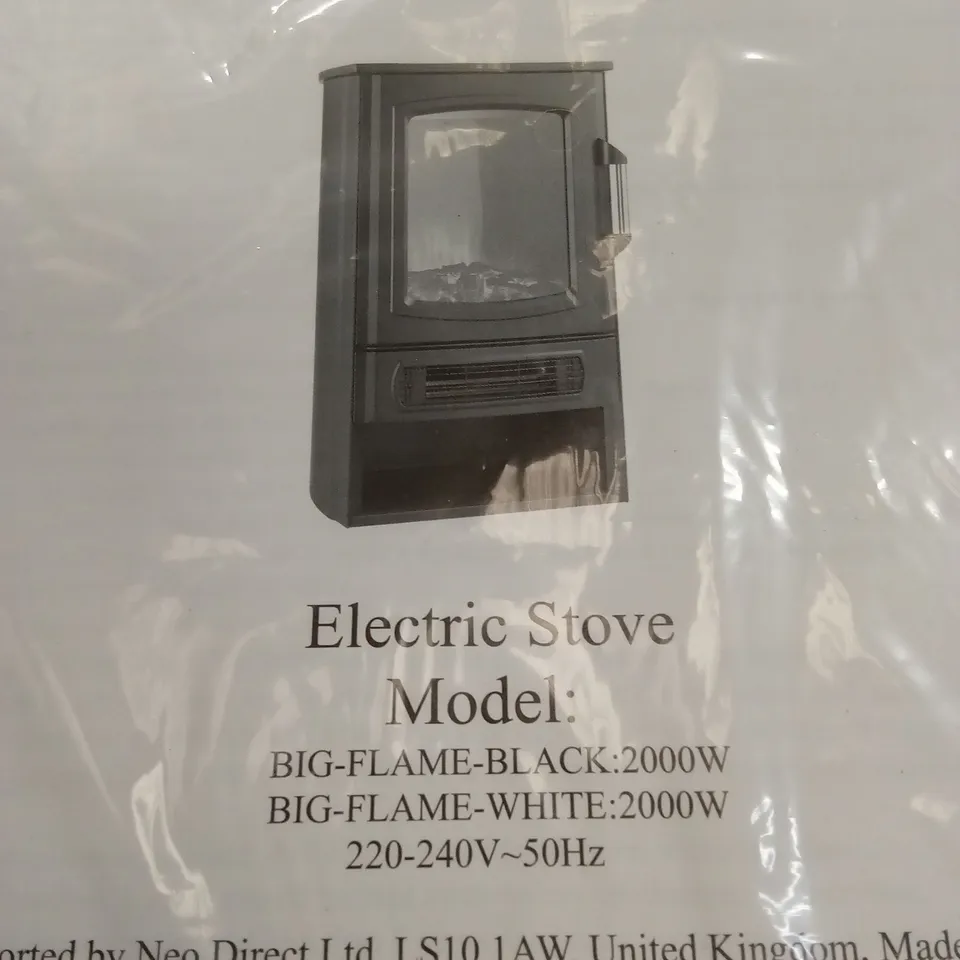 Electric Stove
Model:
BIG-FLAME-BLACK:2000W
BIG-FLAME-WHITE:2000W
220-240V~50Hz
orted by Neo Direct Ltd, LS10 1AW, United Kingdom. Made